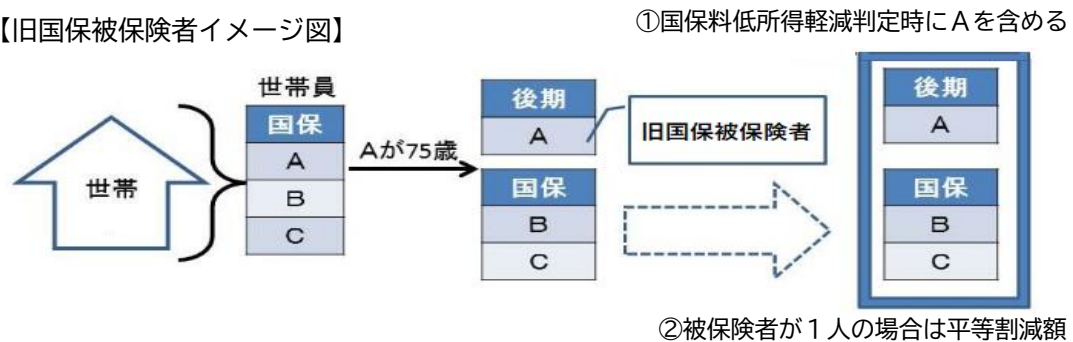 【旧国保被保険者イメージ図】
①国保料低所得軽減判定時にAを含める
世帯
世帯員
国保
A
B
C
Aが75歳
後期
A
旧国保被保険者
国保
B
C
後期
A
国保
B
C
②被保険者が1人の場合は平等割減額